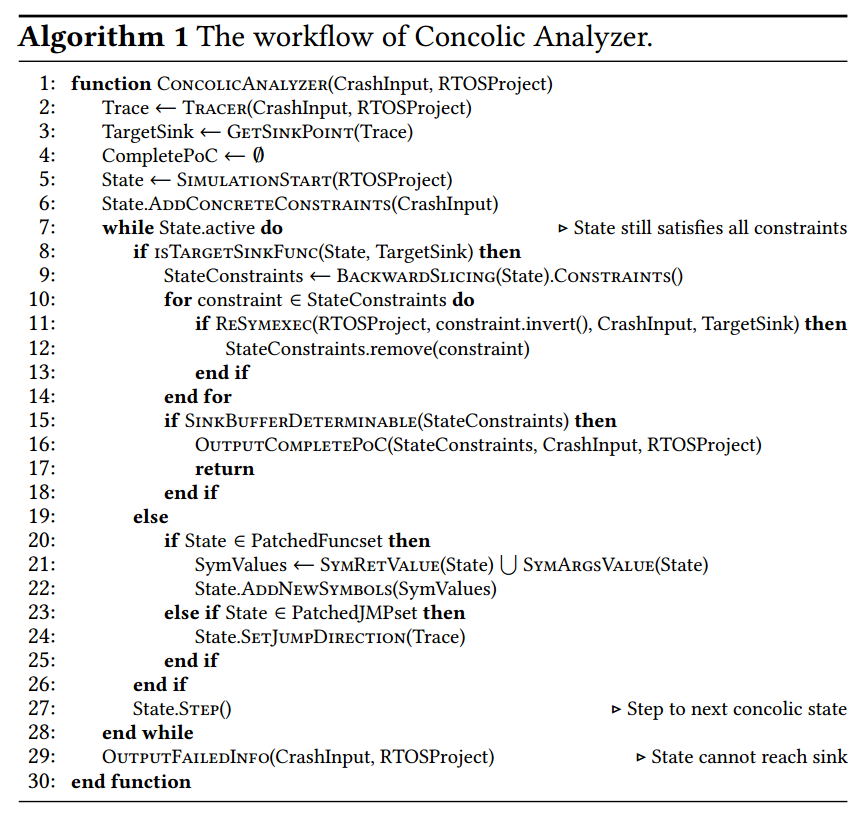 Algorithm 1 The workflow of Concolic Analyzer.
1: function ConcolicAnalyzer(CrashInput, RTOSProject)
2: Trace ← Tracer(CrashInput, RTOSProject)
3: TargetSink ← GetSinkPoint(Trace)
4: CompletePoC ← ∅
5: State ← SimulationStart(RTOSProject)
6: State.AddConcreteConstraints(CrashInput)
7: while State.active do ▷ State still satisfies all constraints
8: if isTargetSinkFunc(State, TargetSink) then
9: StateConstraints ← BackwardSlicing(State).Constraints()
10: for constraint ∈ StateConstraints do
11: if ReSymexec(RTOSProject, constraint.invert(), CrashInput, TargetSink) then
12: StateConstraints.remove(constraint)
13: end if
14: end for
15: if SinkBufferDeterminable(StateConstraints) then
16: OutputCompletePoC(StateConstraints, CrashInput, RTOSProject)
17: return
18: end if
19: else
20: if State ∈ PatchedFuncset then
21: SymValues ← SymRetValue(State) ⋃ SymArgsValue(State)
22: State.AddNewSymbols(SymValues)
23: else if State ∈ PatchedJMPset then
24: State.SetJumpDirection(Trace)
25: end if
26: end if
27: State.Step() ▷ Step to next concolic state
28: end while
29: OutputFailedInfo(CrashInput, RTOSProject) ▷ State cannot reach sink
30: end function